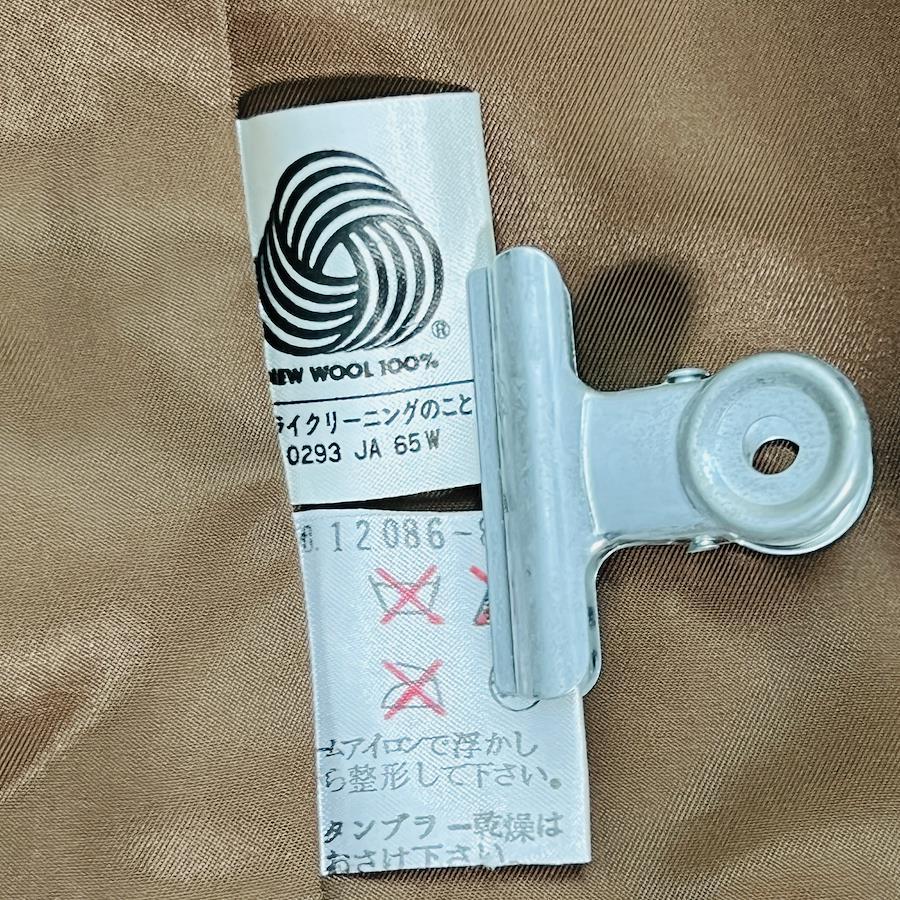 ®
NEW WOOL 100%
ライクリーニングのこと
0293 JA 65W
.12086-
ームアイロンで浮かし
ら整形して下さい。
タンブラー乾燥は
おさけ下さい